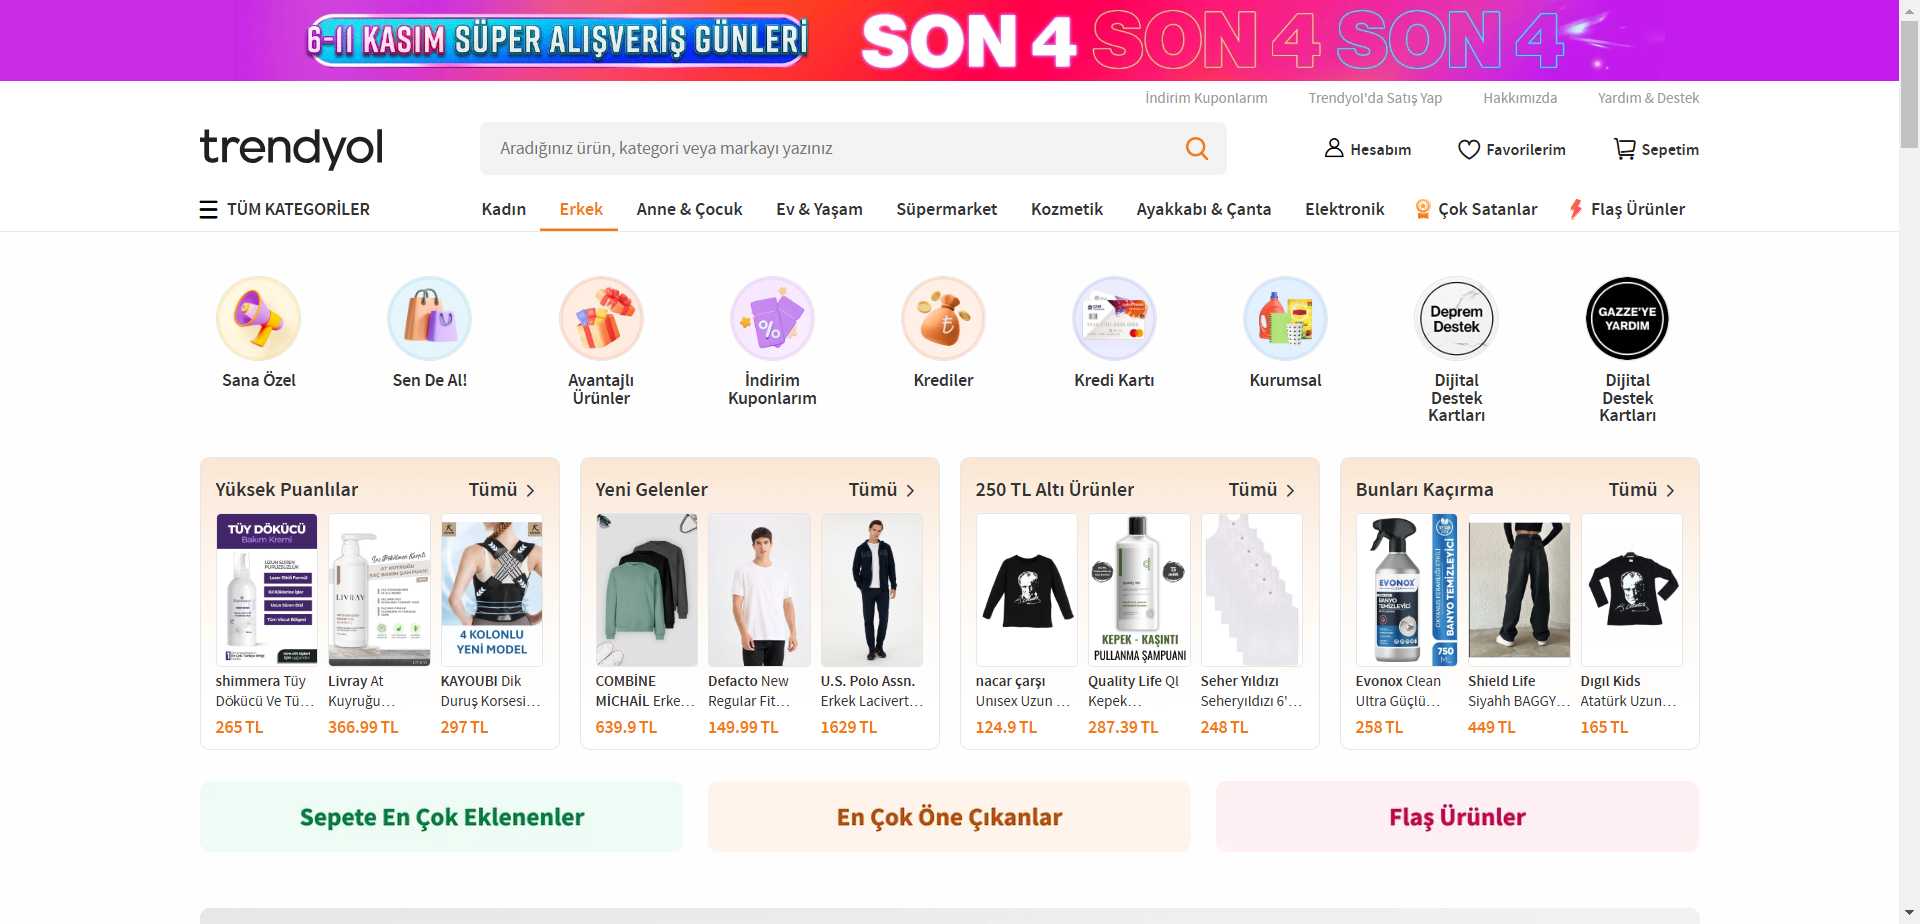 6-11 KASIM SÜPER ALIŞVERİŞ GÜNLERİ
SON 4 SON 4 SON 4
İndirim Kuponlarım Trendyol'da Satış Yap Hakkımızda Yardım & Destek
trendyol
Aradığınız ürün, kategori veya markayı yazınız
Hesabım Favorilerim Sepetim
TÜM KATEGORİLER Kadın Erkek Anne & Çocuk Ev & Yaşam Süpermarket Kozmetik Ayakkabı & Çanta Elektronik Çok Satanlar Flaş Ürünler
Sana Özel
Sen De Al!
Avantajlı
Ürünler
%
İndirim
Kuponlarım
Krediler
Kredi Kartı
Kurumsal
Deprem
Destek
Dijital
Destek
Kartları
GAZZE'YE
YARDIM
Dijital
Destek
Kartları
Yüksek Puanlılar Tümü
TÜY DÖKÜCÜ
Bakım Kremi
LIVRAY
4 KOLONLU
YENİ MODEL
shimmera Tüy
Dökücü Ve Tü...
265 TL
Livray At
Kuyruğu...
366.99 TL
KAYOUBI Dik
Duruş Korsesi...
297 TL
Yeni Gelenler Tümü
COMBİNE
MİCHAİL Erke...
639.9 TL
Defacto New
Regular Fit...
149.99 TL
U.S. Polo Assn.
Erkek Lacivert...
1629 TL
250 TL Altı Ürünler Tümü
KEPEK - KAŞINTI
PULLANMA ŞAMPUANI
nacar çarşı
Unısex Uzun ...
124.9 TL
Quality Life Ql
Kepek...
287.39 TL
Seher Yıldızı
Seheryıldızı 6'...
248 TL
Bunları Kaçırma Tümü
EVONOX
BANYO
TEMİZLEYİCİ
BANYO TEMİZLEYİCİ
750
ML
Evonox Clean
Ultra Güçlü...
258 TL
Shield Life
Siyahh BAGGY...
449 TL
Dıgıl Kids
Atatürk Uzun...
165 TL
Sepete En Çok Eklenenler
En Çok Öne Çıkanlar
Flaş Ürünler